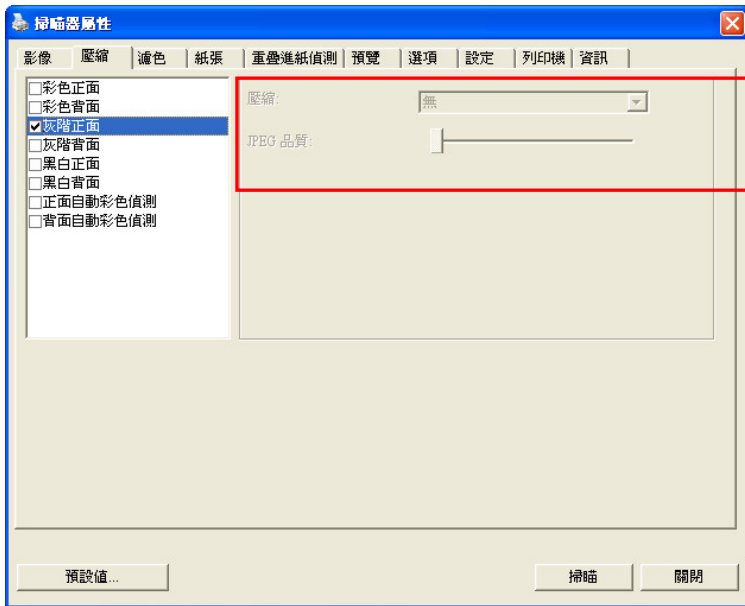 掃瞄器屬性
影像 壓縮 濾色 紙張 重疊進紙偵測 預覽 選項 設定 列印機 資訊
彩色正面
彩色背面
灰階正面
灰階背面
黑白正面
黑白背面
正面自動彩色偵測
背面自動彩色偵測
壓縮: 無
JPEG 品質:
預設值... 掃瞄 關閉